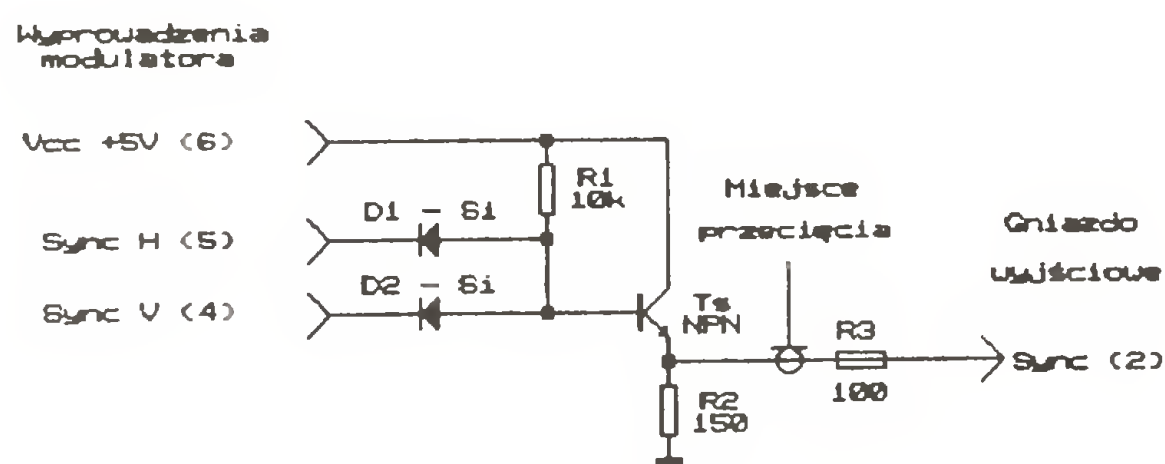 Wyprowadzenia
modulatora
Vcc +5V (6)
R1
10k
Miejsce
przecięcia
D1 - Si
Sync H (5)
Gniazdo
wyjściowe
D2 - Si
Sync V (4)
Ts
NPN
R3
100
Sync (2)
R2
150